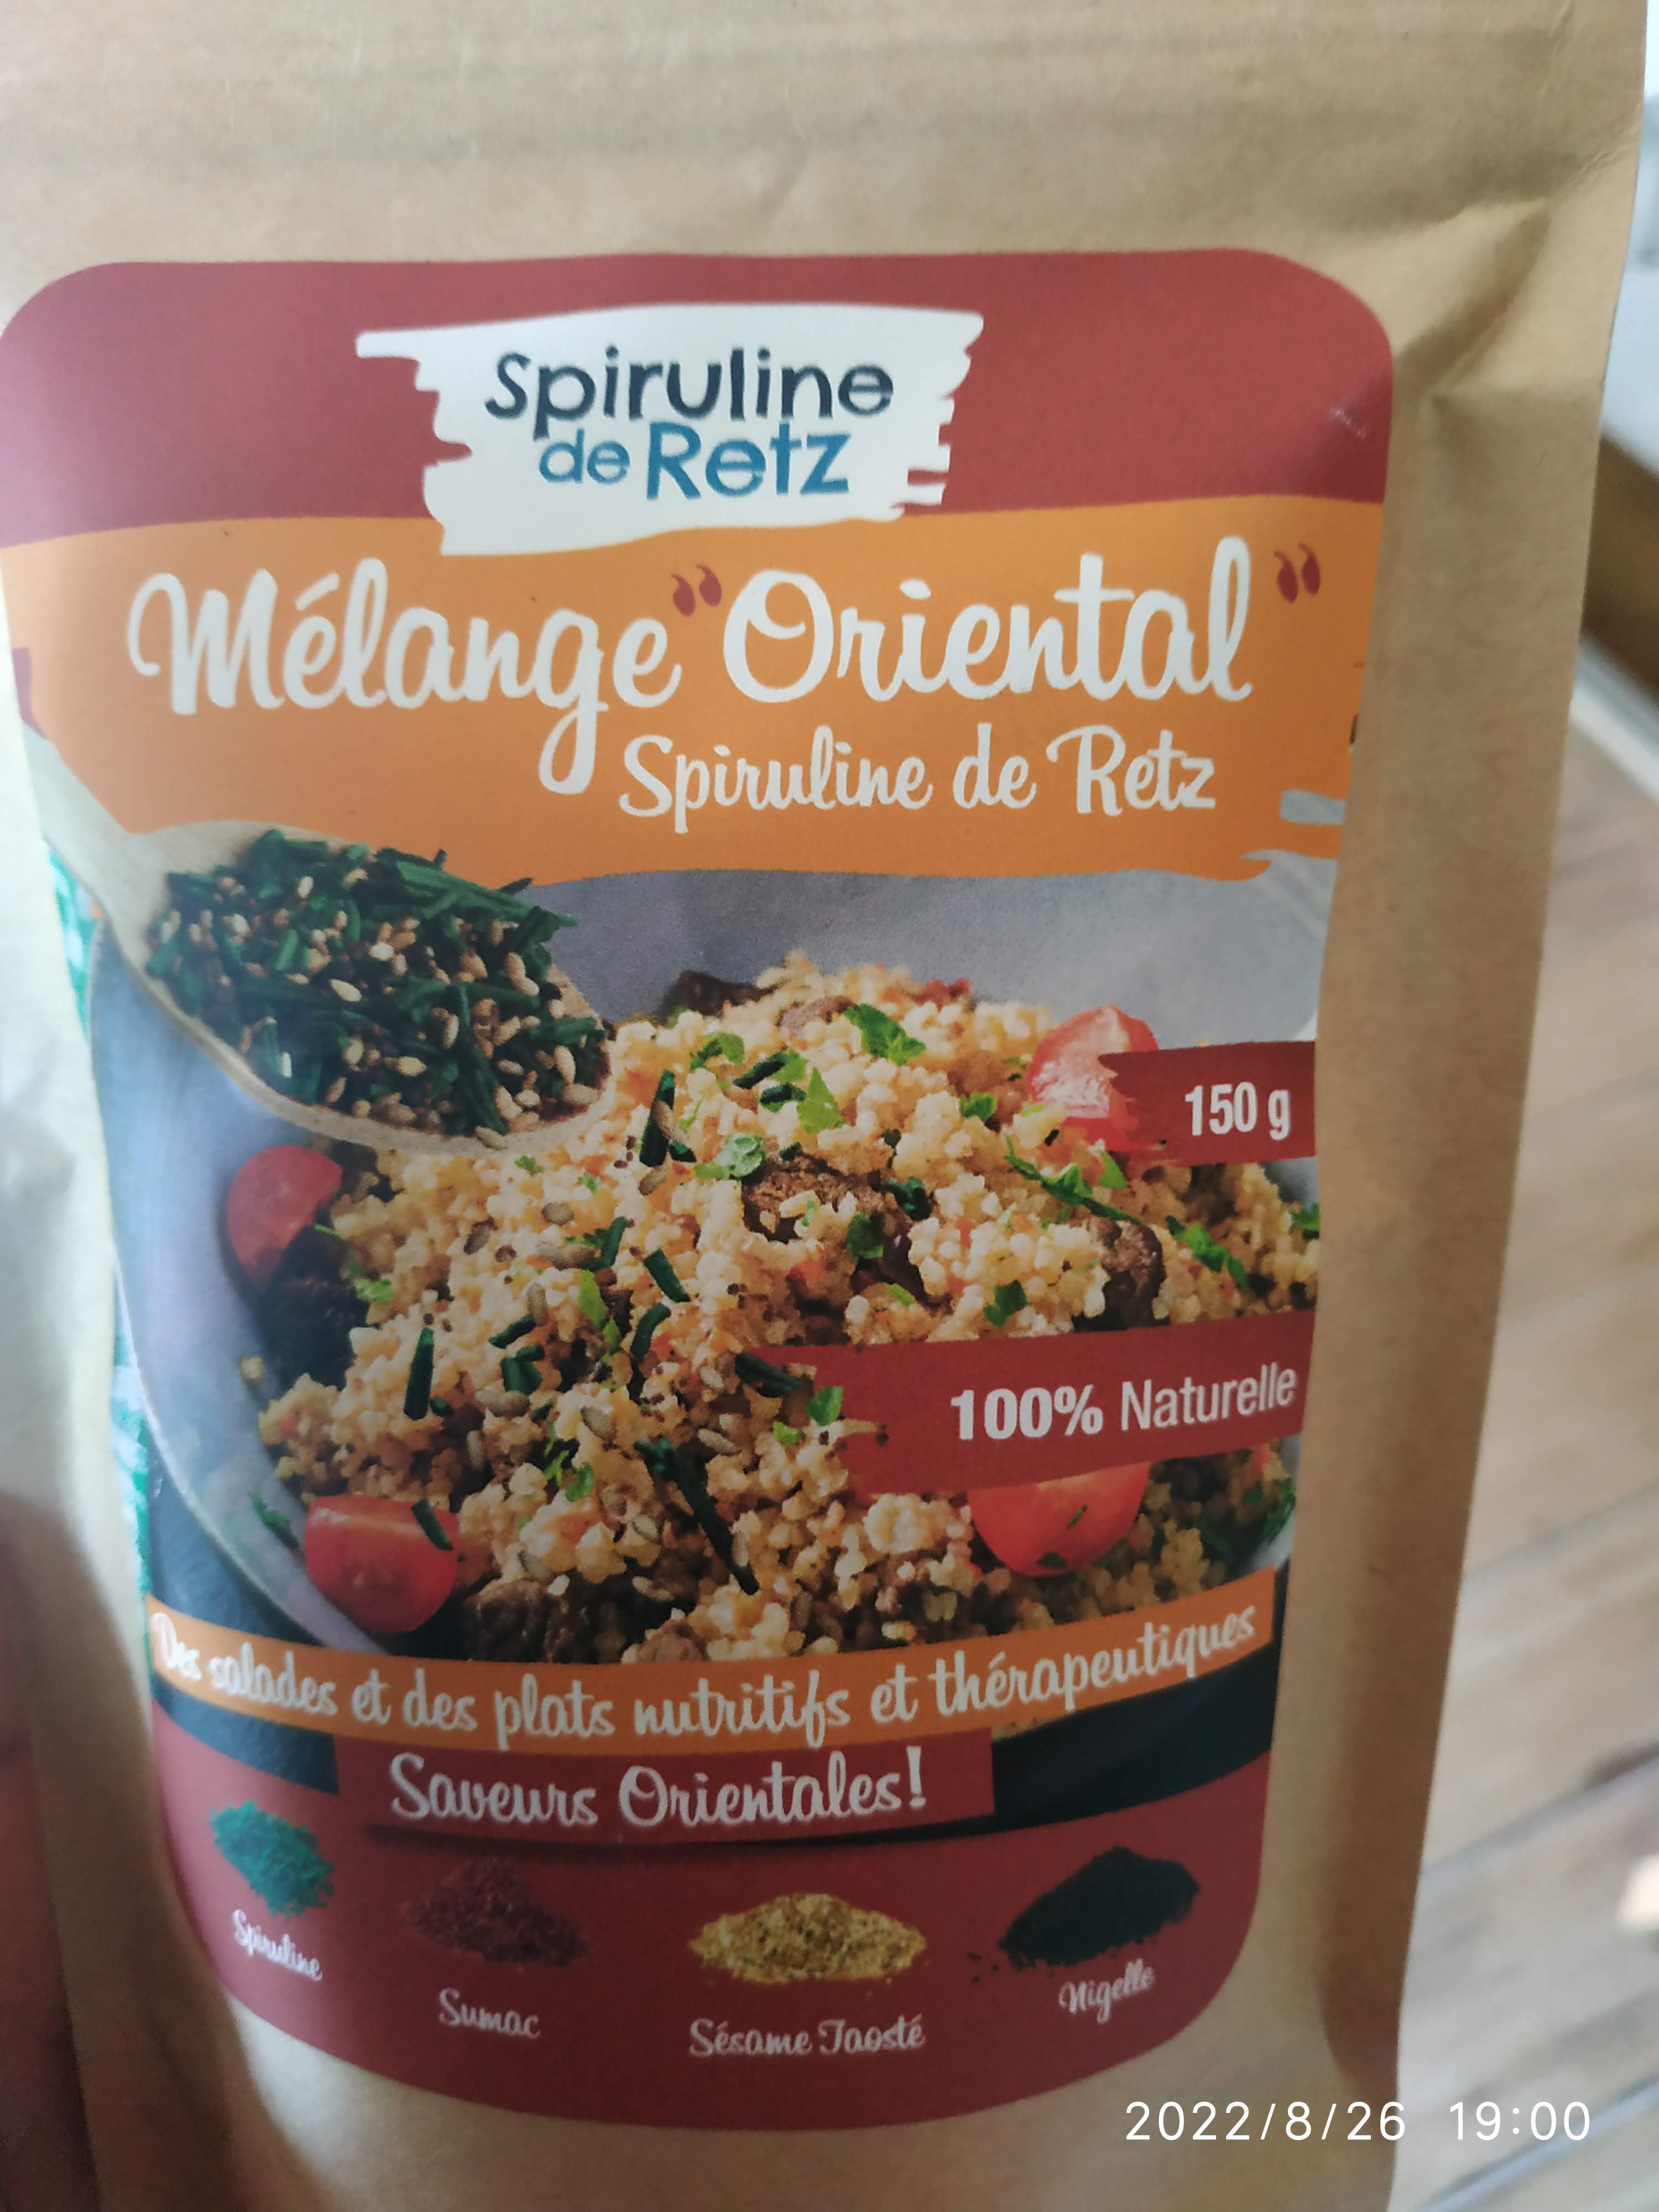 Spiruline
de Retz
Mélange "Oriental"
Spiruline de Retz
150 g
100% Naturelle
Des salades et des plats nutritifs et thérapeutiques
Saveurs Orientales!
Spiruline
Sumac
Sésame Taosté
Nigelle
2022/8/26 19:00